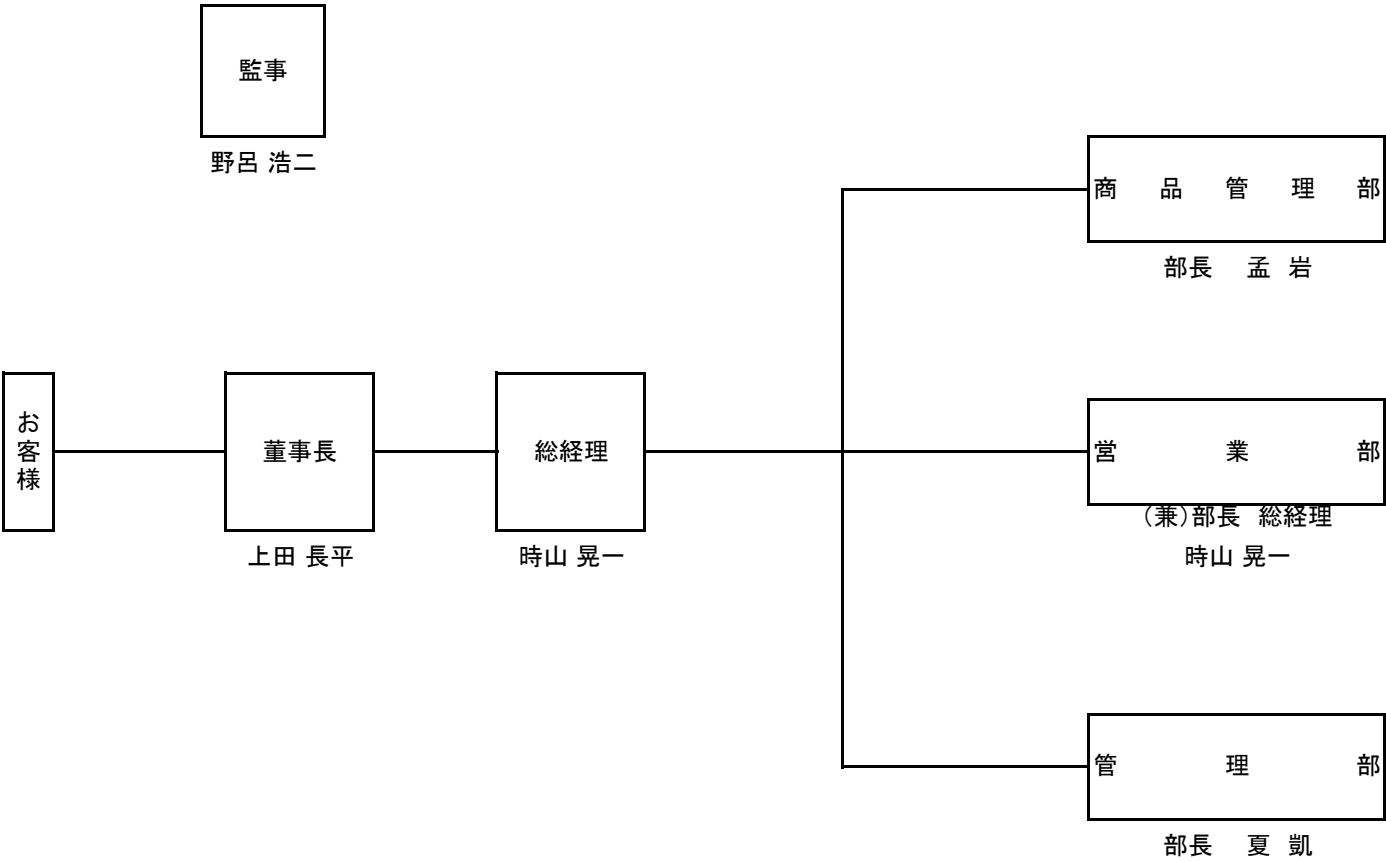 監事
野呂 浩二
商品管理部
部長 孟 岩
お客様
董事長
上田 長平
総経理
時山 晃一
営業部
（兼）部長 総経理
時山 晃一
管理部
部長 夏 凱